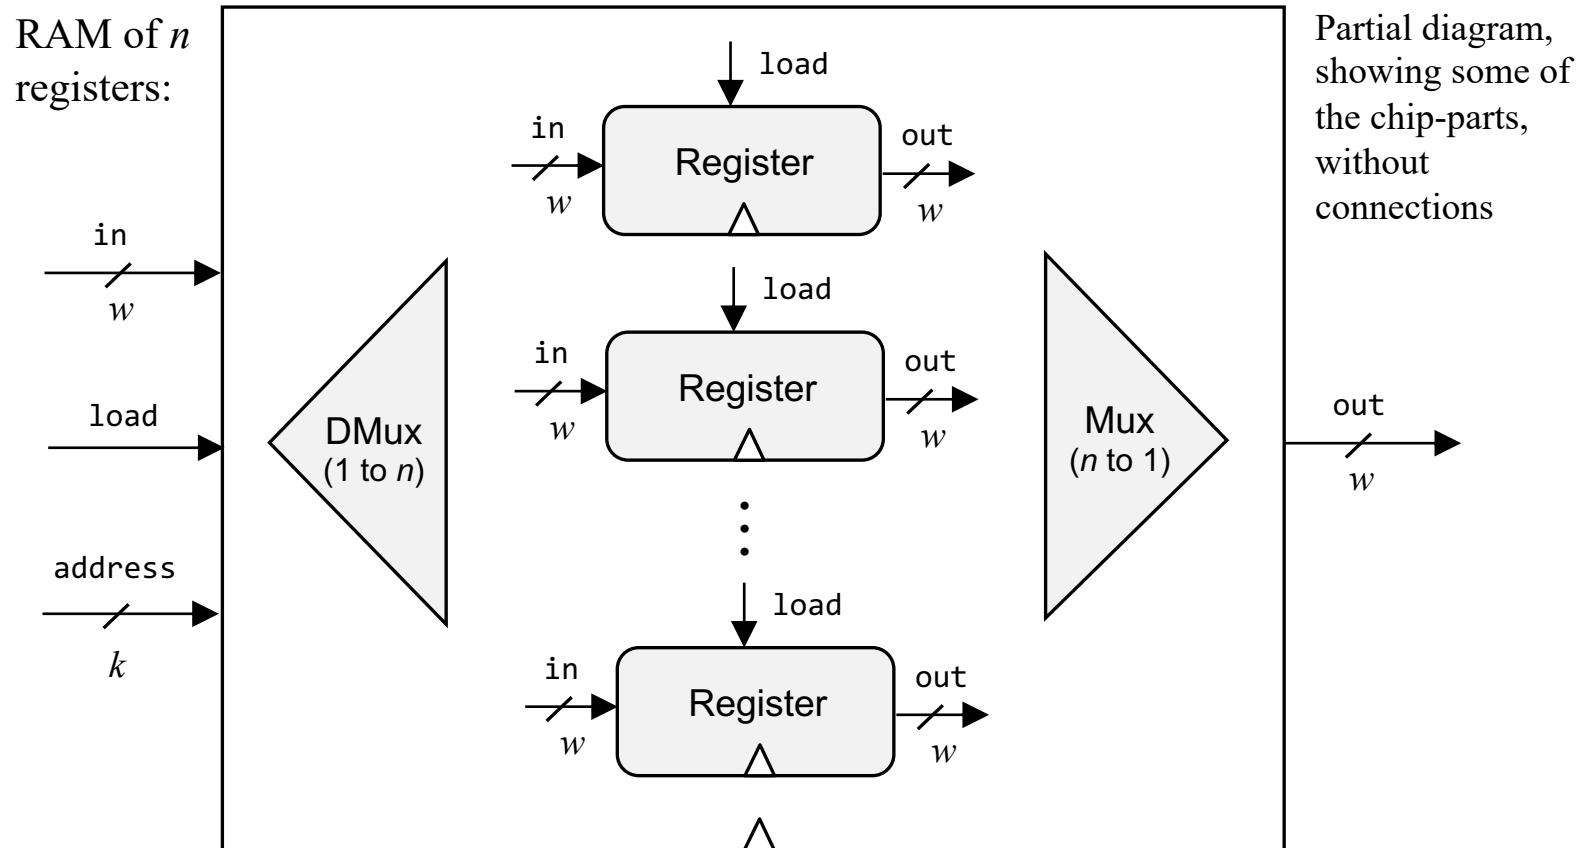 RAM of n
registers:
Partial diagram,
showing some of
the chip-parts,
without
connections
load
in
Register
out
w
w
in
w
load
in
Register
out
w
w
load
DMux
(1 to n)
Mux
(n to 1)
out
w
address
k
load
in
Register
out
w
w